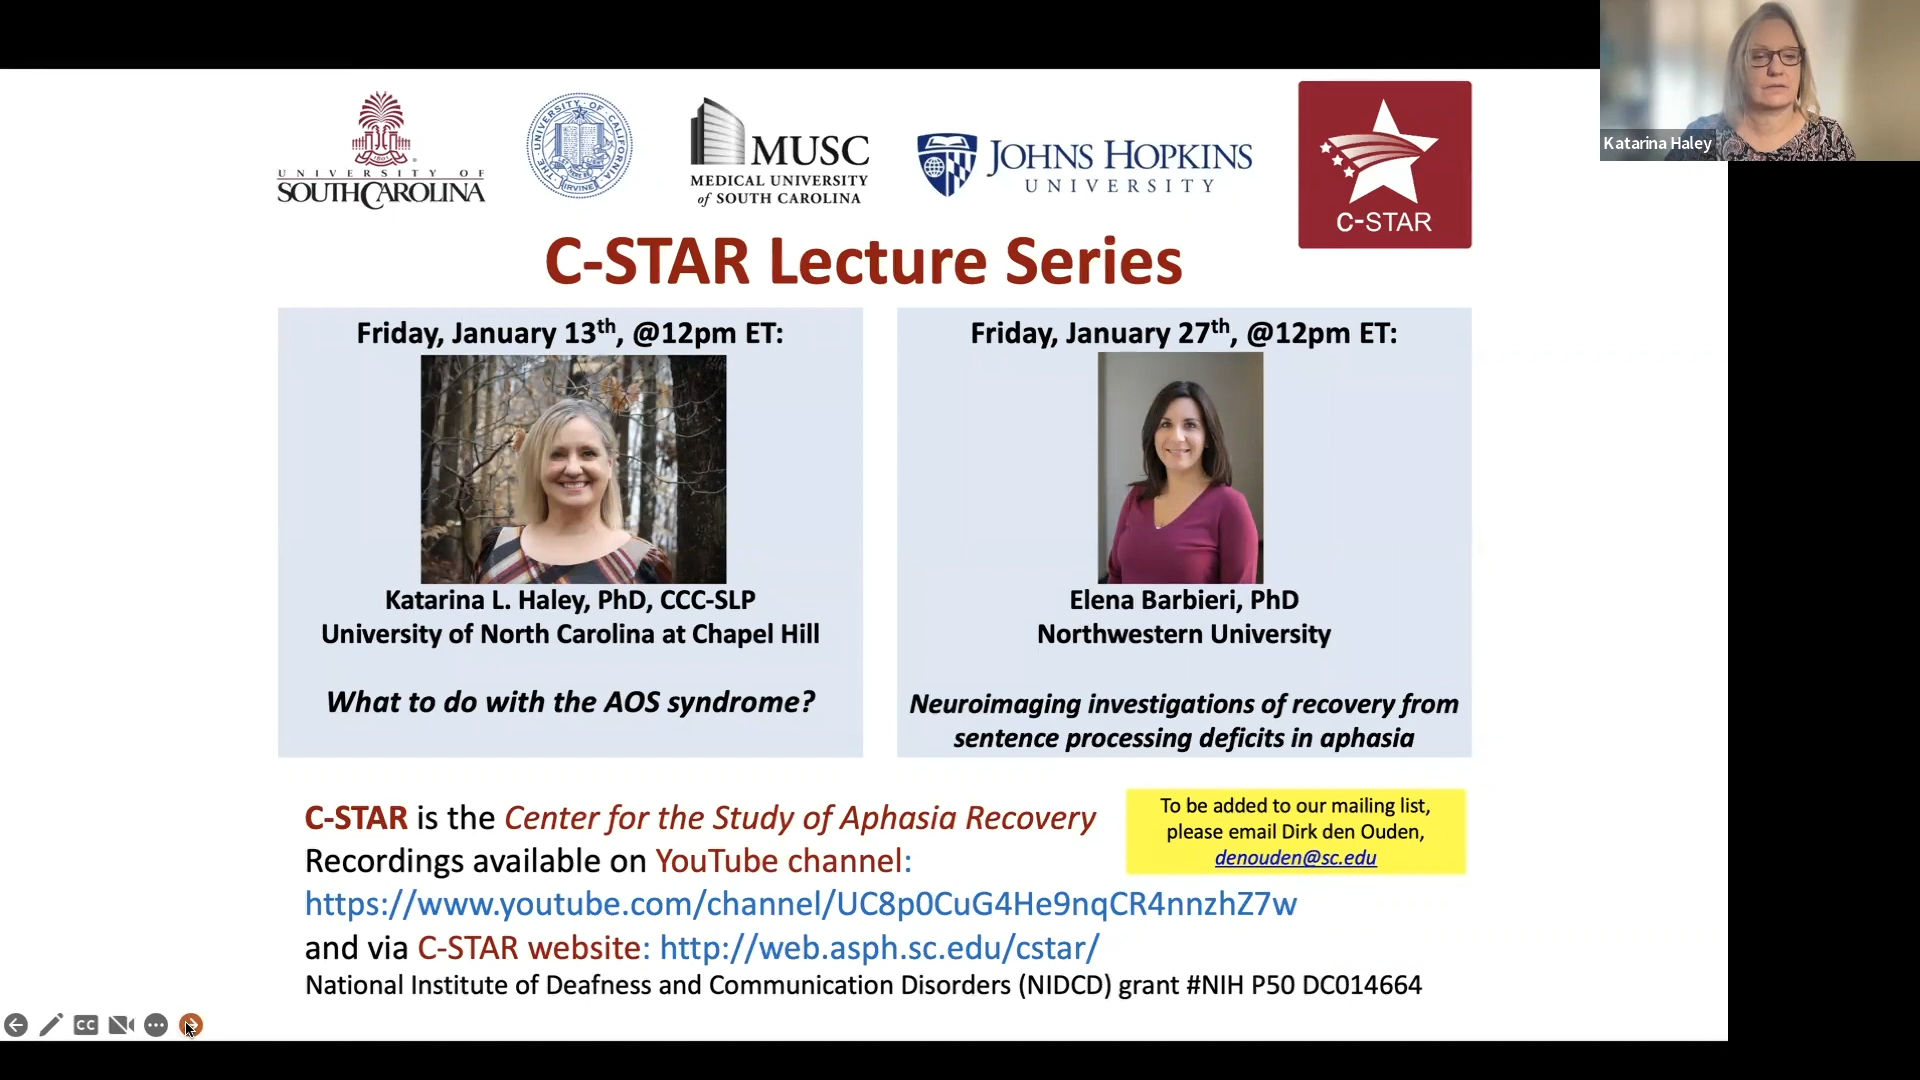 Katarina Haley
UNIVERSITY OF
SOUTH CAROLINA
THE UNIVERSITY OF CALIFORNIA
IRVINE
MUSC
MEDICAL UNIVERSITY
of SOUTH CAROLINA
JOHNS HOPKINS
UNIVERSITY
C-STAR
C-STAR Lecture Series
Friday, January 13th, @12pm ET:
Katarina L. Haley, PhD, CCC-SLP
University of North Carolina at Chapel Hill
What to do with the AOS syndrome?
Friday, January 27th, @12pm ET:
Elena Barbieri, PhD
Northwestern University
Neuroimaging investigations of recovery from
sentence processing deficits in aphasia
C-STAR is the Center for the Study of Aphasia Recovery
Recordings available on YouTube channel:
https://www.youtube.com/channel/UC8p0CuG4He9nqCR4nnzhZ7w
and via C-STAR website: http://web.asph.sc.edu/cstar/
National Institute of Deafness and Communication Disorders (NIDCD) grant #NIH P50 DC014664
To be added to our mailing list,
please email Dirk den Ouden,
denouden@sc.edu
CC